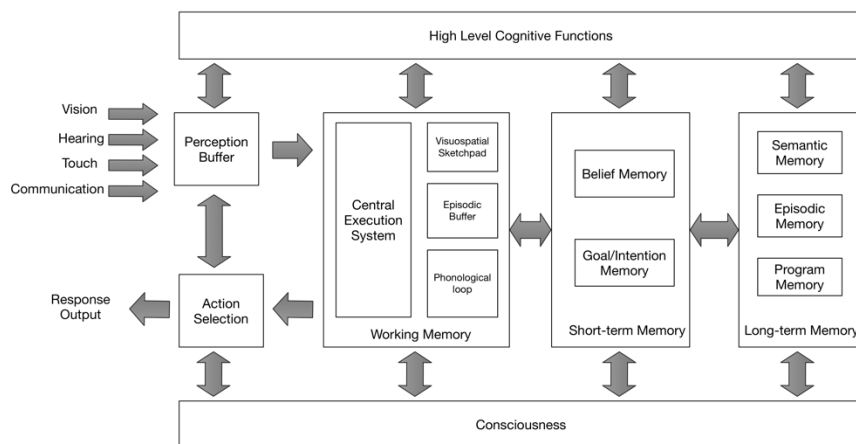 High Level Cognitive Functions
Vision
Hearing
Touch
Communication
Perception
Buffer
Central
Execution
System
Visuospatial
Sketchpad
Episodic
Buffer
Phonological
loop
Working Memory
Belief Memory
Goal/Intention
Memory
Short-term Memory
Semantic
Memory
Episodic
Memory
Program
Memory
Long-term Memory
Response
Output
Action
Selection
Consciousness